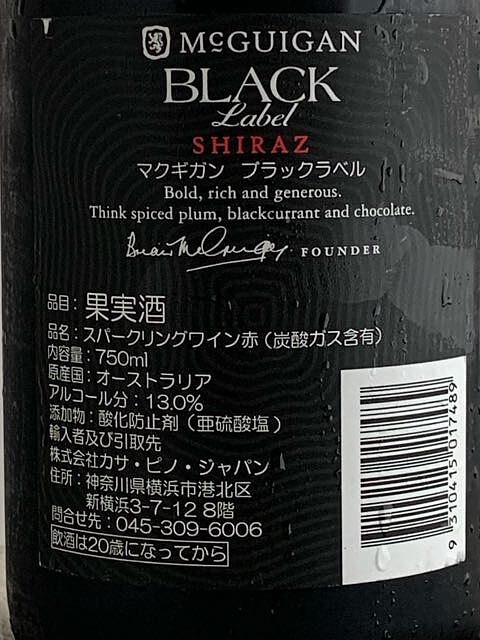 McGUIGAN
BLACK
Label
SHIRAZ
マクギガン ブラックラベル
Bold, rich and generous.
Think spiced plum, blackcurrant and chocolate.
FOUNDER
品目：果実酒
品名：スパークリングワイン赤（炭酸ガス含有）
内容量：750ml
原産国：オーストラリア
アルコール分：13.0%
添加物：酸化防止剤（亜硫酸塩）
輸入者及び引取先
株式会社カサ・ピノ・ジャパン
住所：神奈川県横浜市港北区
新横浜3-7-12 8階
問合せ先：045-309-6006
飲酒は20歳になってから
9 310415 017489